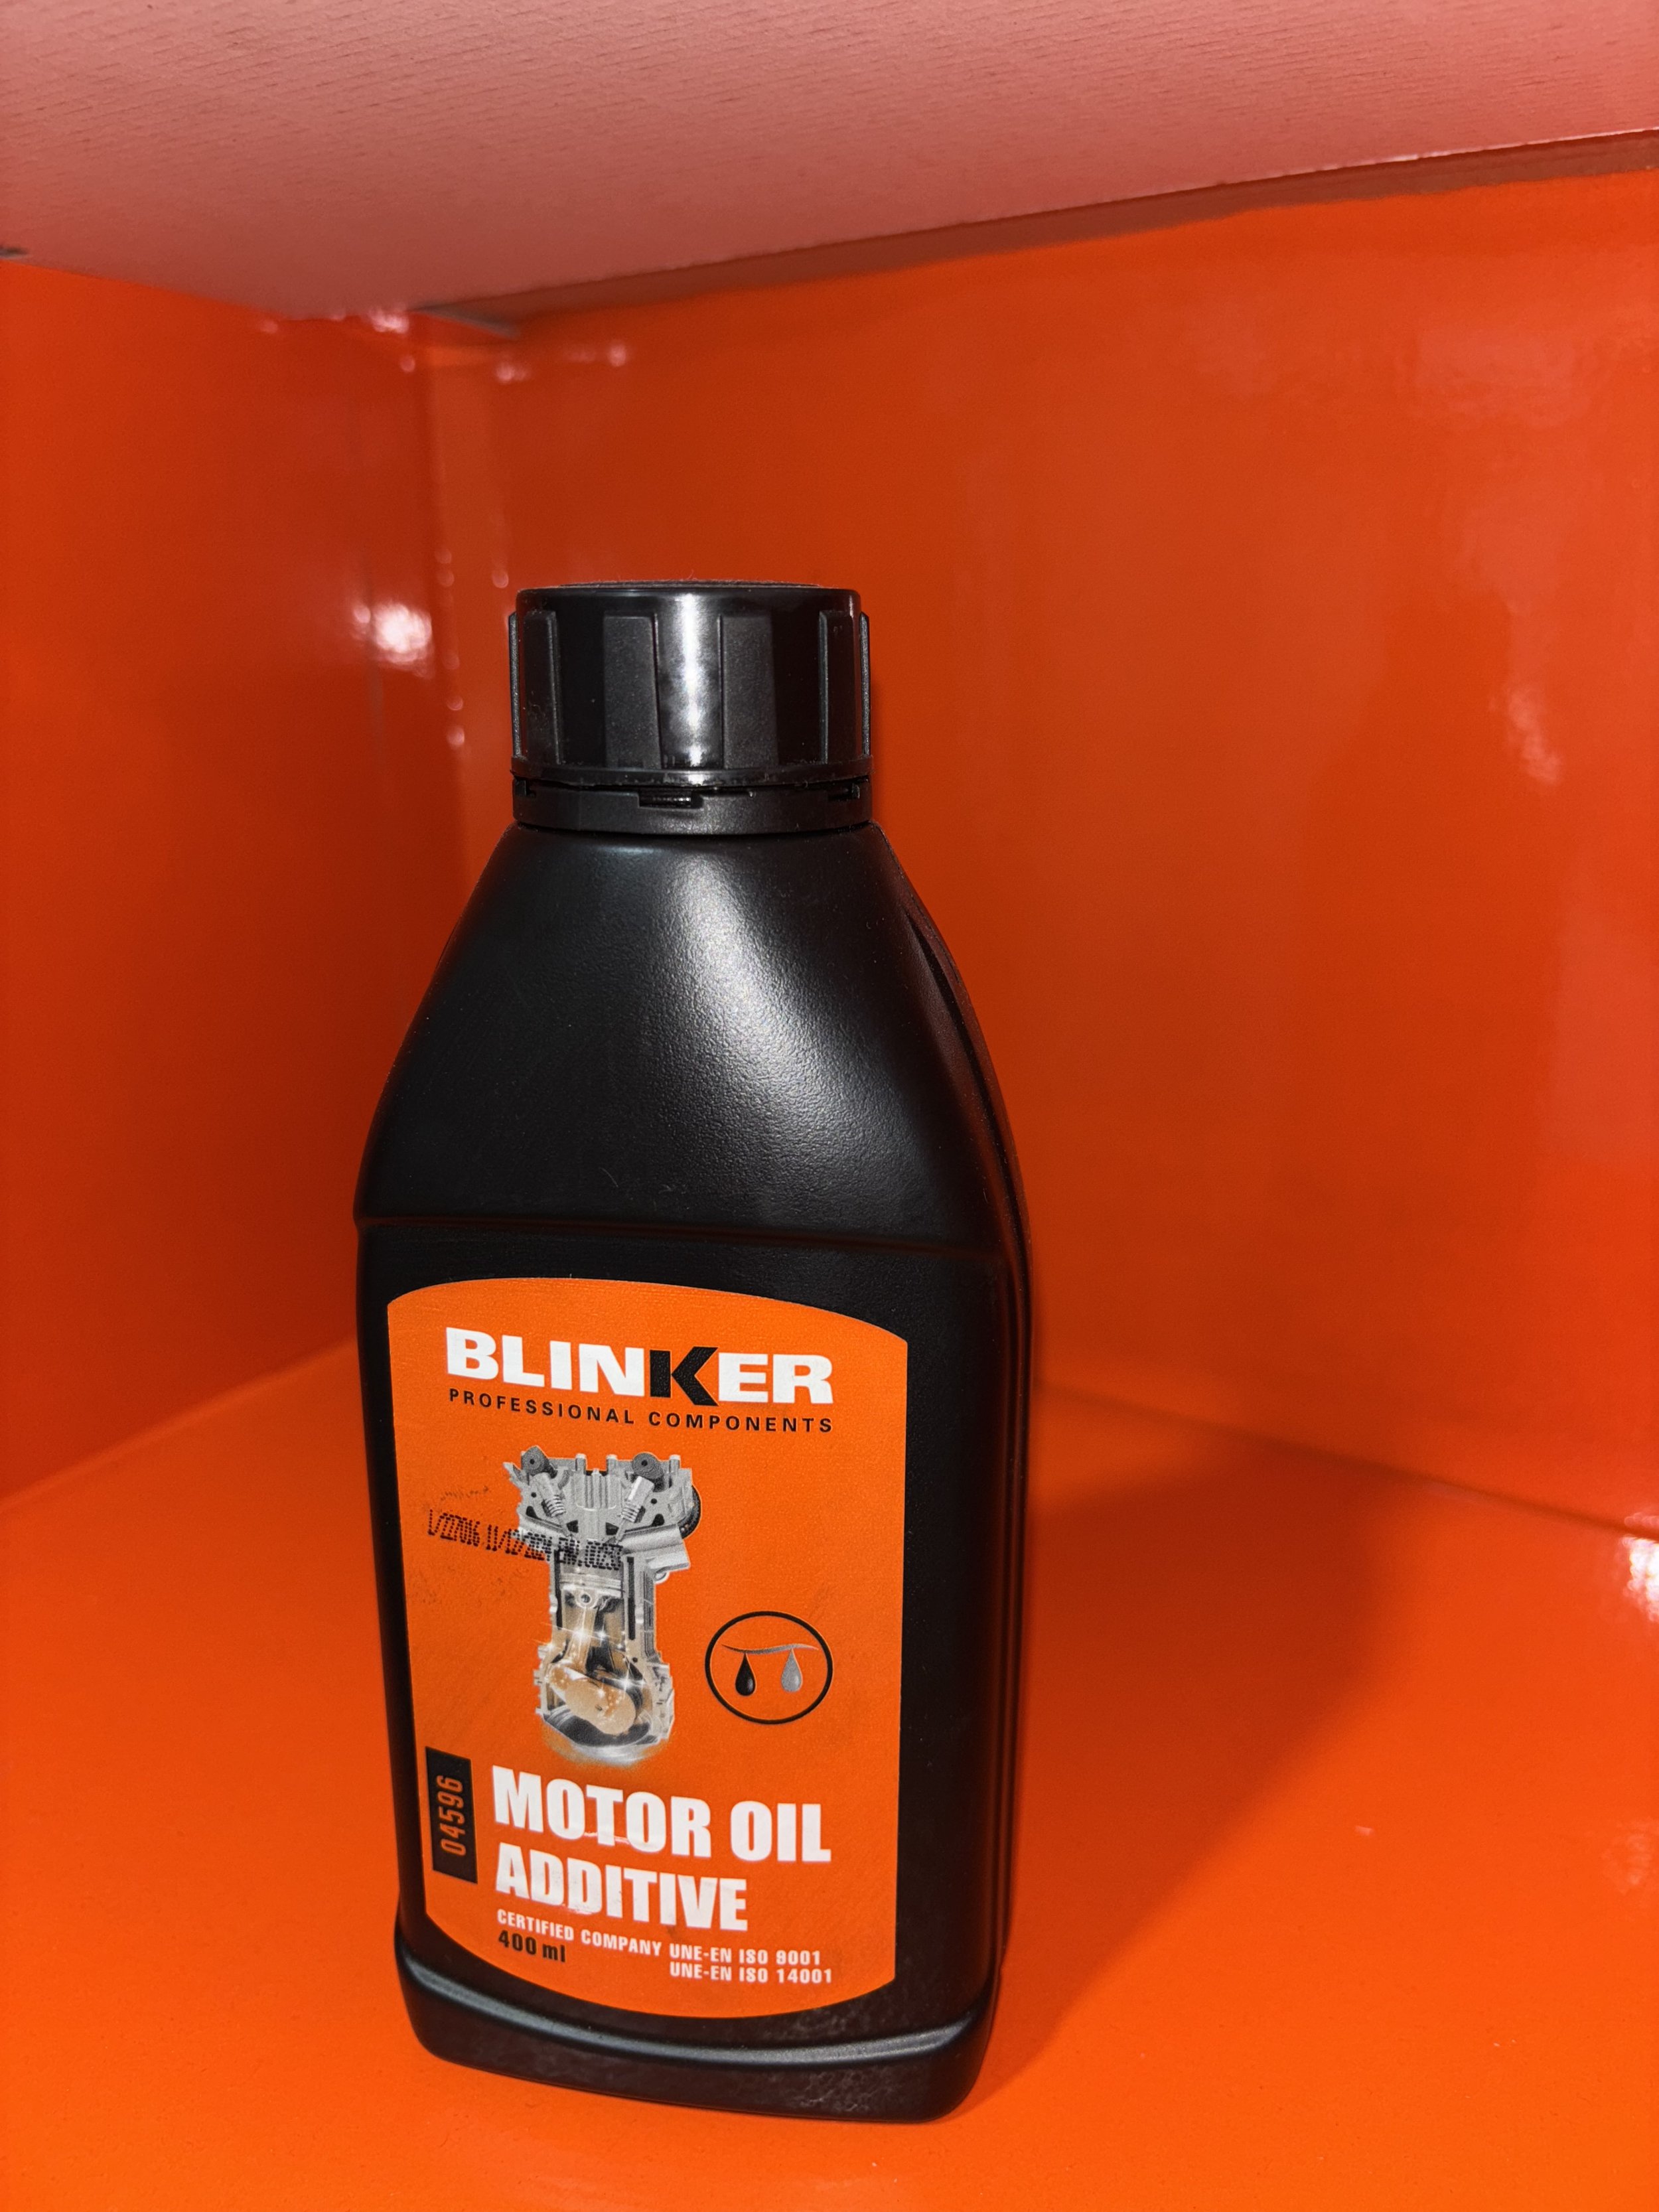 BLINKER
PROFESSIONAL COMPONENTS
04596
MOTOR OIL
ADDITIVE
CERTIFIED COMPANY UNE-EN ISO 9001
400 ml
UNE-EN ISO 14001